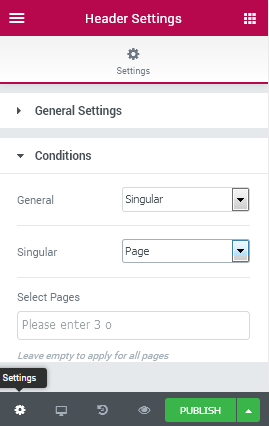 Header Settings
Settings
General Settings
Conditions
General
Singular
Singular
Page
Select Pages
Please enter 3 o
Leave empty to apply for all pages
Settings
PUBLISH